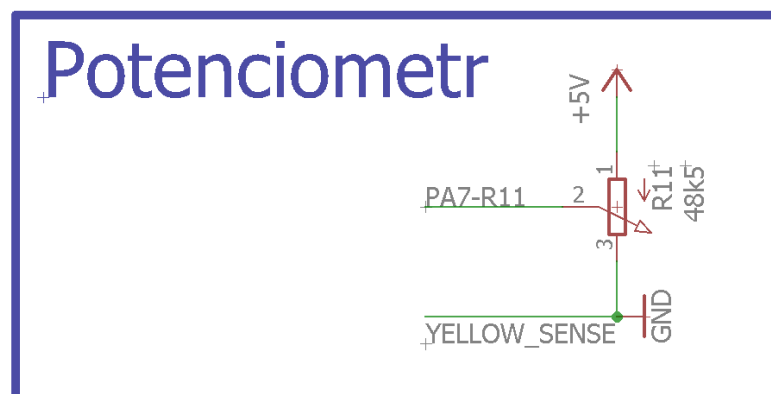 Potenciometr
+5V
1
R11
48k5
PA7-R11
2
3
YELLOW_SENSE
GND